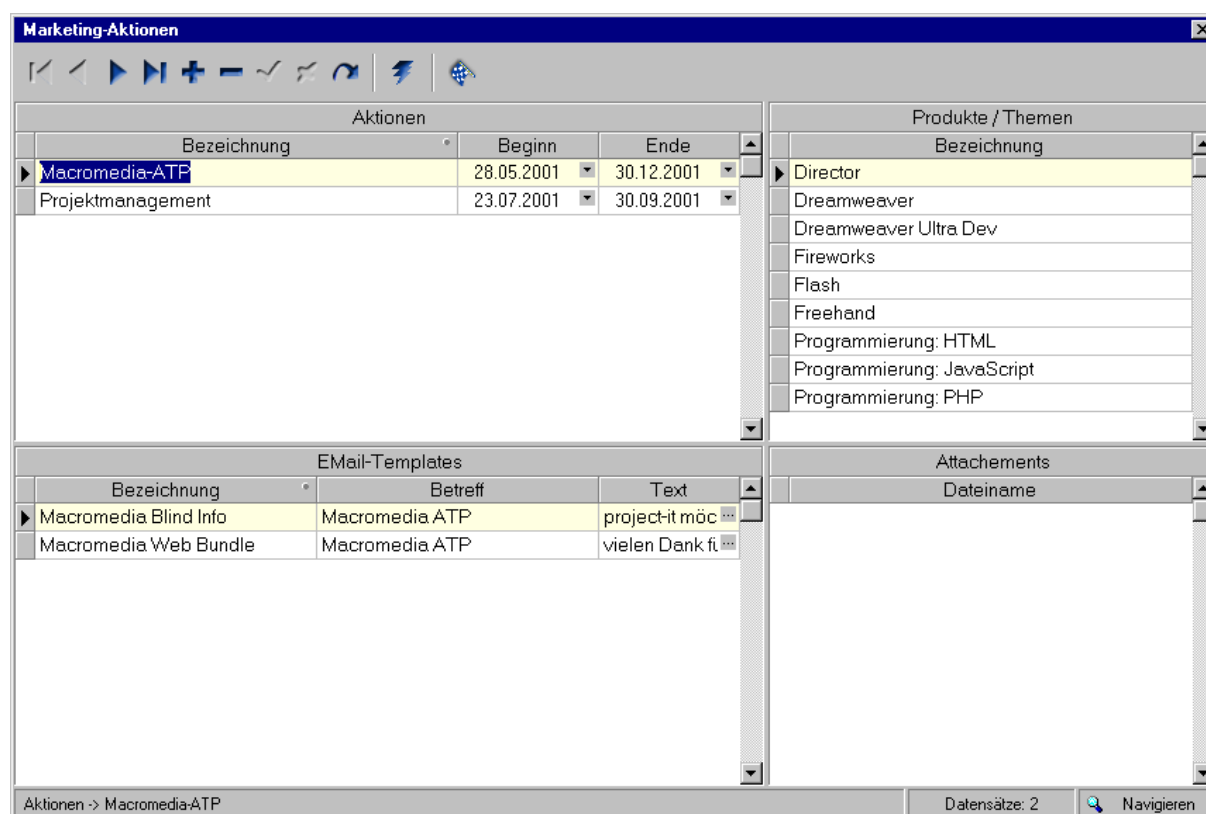 Marketing-Aktionen
Aktionen
Bezeichnung Beginn Ende
Macromedia-ATP 28.05.2001 30.12.2001
Projektmanagement 23.07.2001 30.09.2001
Produkte / Themen
Bezeichnung
Director
Dreamweaver
Dreamweaver Ultra Dev
Fireworks
Flash
Freehand
Programmierung: HTML
Programmierung: JavaScript
Programmierung: PHP
EMail-Templates
Bezeichnung Betreff Text
Macromedia Blind Info Macromedia ATP project-it möc ...
Macromedia Web Bundle Macromedia ATP vielen Dank fü ...
Attachements
Dateiname
Aktionen -> Macromedia-ATP Datensätze: 2 Navigieren